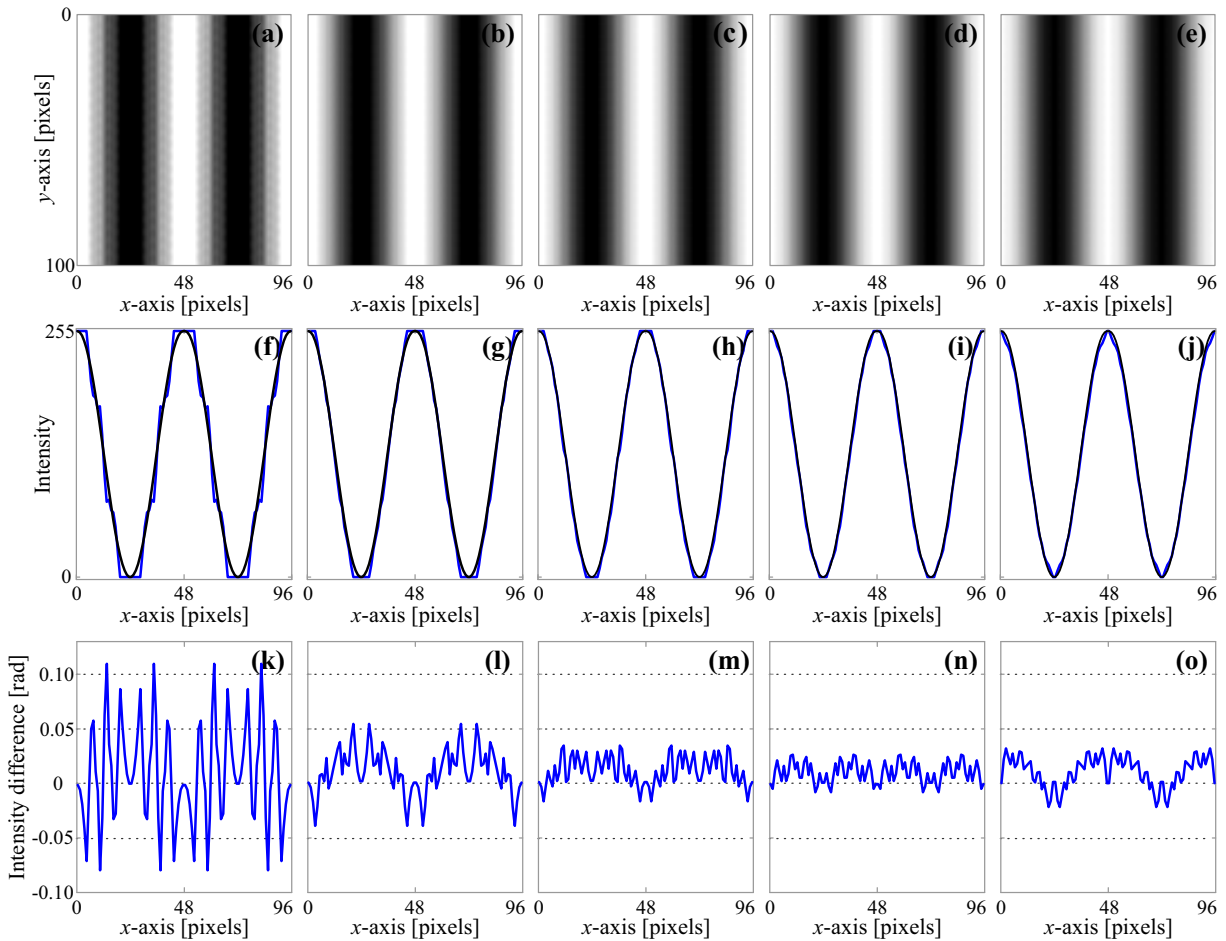 0
(a)
(b)
(c)
(d)
(e)
y-axis [pixels]
100
0 48 96
0 48 96
0 48 96
0 48 96
0 48 96
x-axis [pixels]
x-axis [pixels]
x-axis [pixels]
x-axis [pixels]
x-axis [pixels]
255
(f)
(g)
(h)
(i)
(j)
Intensity
0
0 48 96
0 48 96
0 48 96
0 48 96
0 48 96
x-axis [pixels]
x-axis [pixels]
x-axis [pixels]
x-axis [pixels]
x-axis [pixels]
(k)
(l)
(m)
(n)
(o)
Intensity difference [rad]
0.10
0.05
0
-0.05
-0.10
0 48 96
0 48 96
0 48 96
0 48 96
0 48 96
x-axis [pixels]
x-axis [pixels]
x-axis [pixels]
x-axis [pixels]
x-axis [pixels]